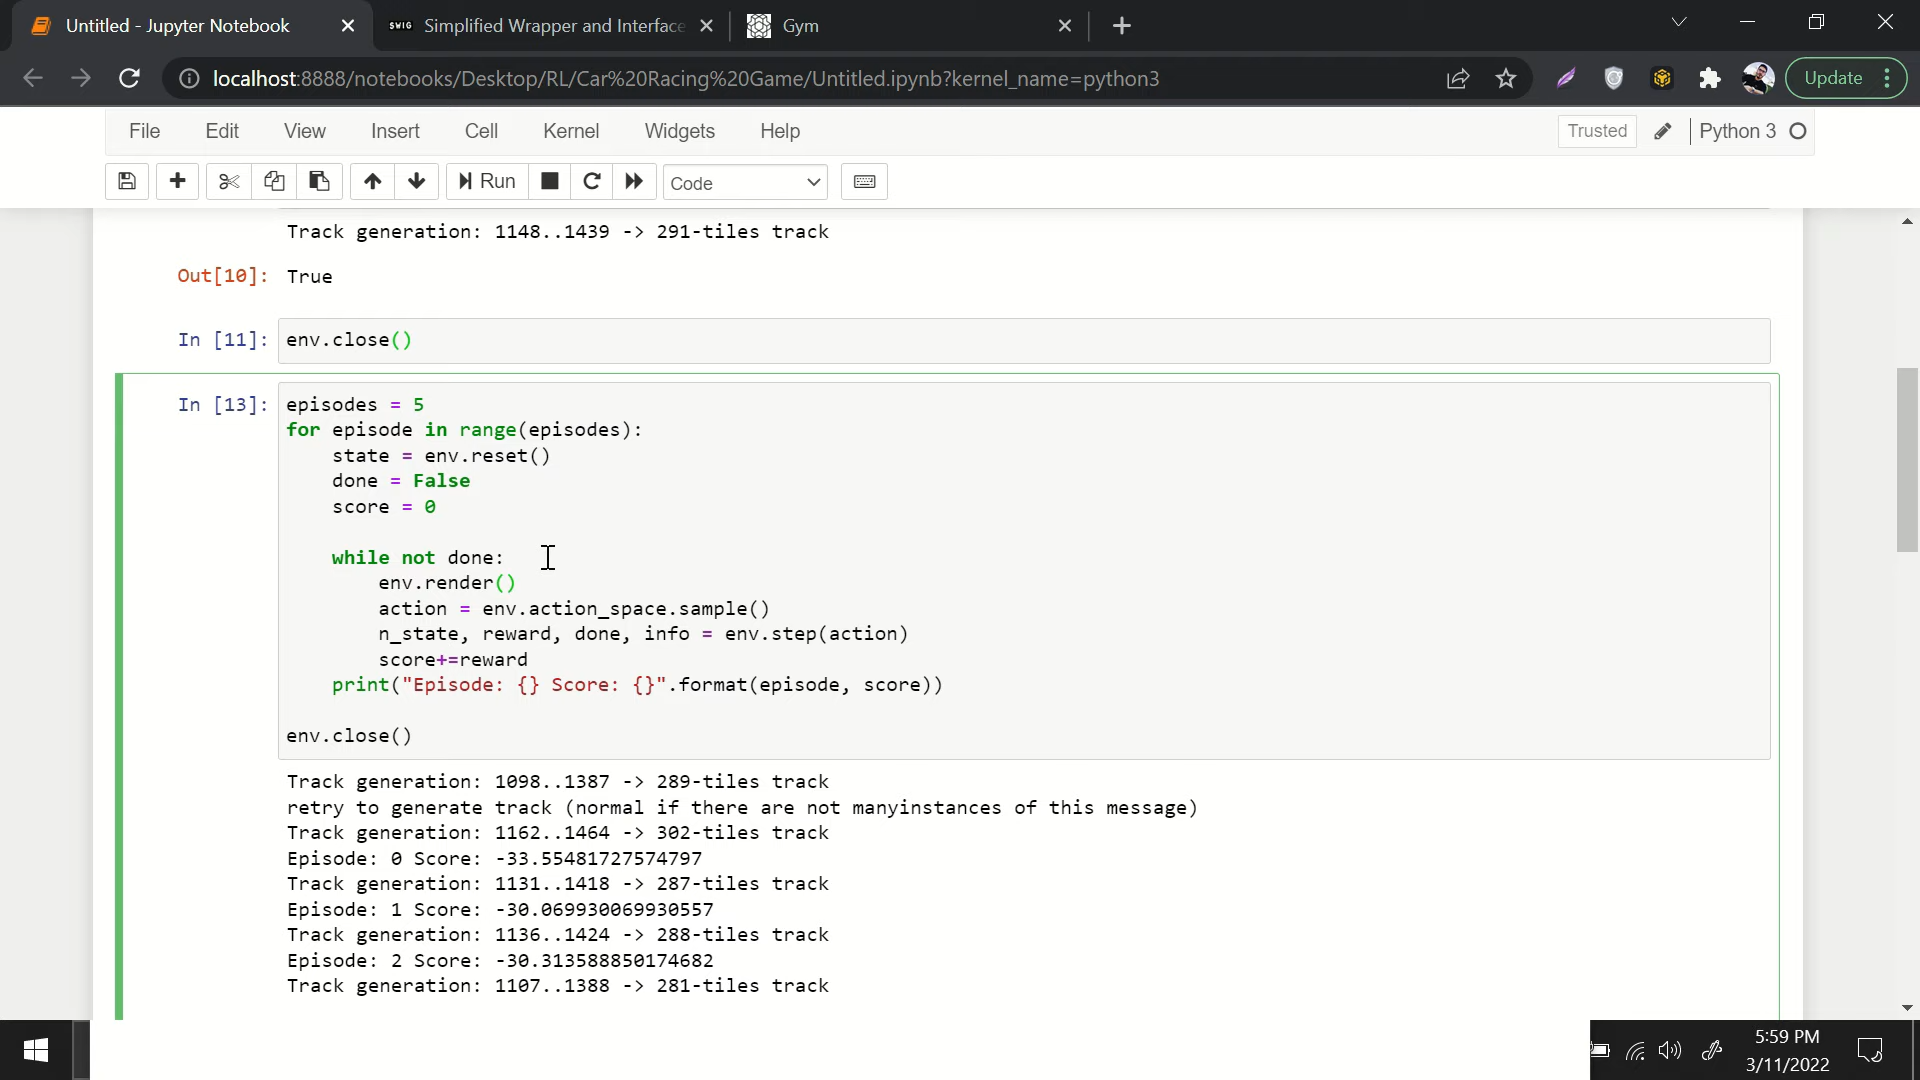 Untitled - Jupyter Notebook
SWIG Simplified Wrapper and Interface
Gym
localhost:8888/notebooks/Desktop/RL/Car%20Racing%20Game/Untitled.ipynb?kernel_name=python3
Update
File Edit View Insert Cell Kernel Widgets Help
Trusted
Python 3
Run
Code
Track generation: 1148..1439 -> 291-tiles track
Out[10]: True
In [11]: env.close()
In [13]: episodes = 5
for episode in range(episodes):
state = env.reset()
done = False
score = 0
while not done:
env.render()
action = env.action_space.sample()
n_state, reward, done, info = env.step(action)
score+=reward
print("Episode: {} Score: {}".format(episode, score))
env.close()
Track generation: 1098..1387 -> 289-tiles track
retry to generate track (normal if there are not manyinstances of this message)
Track generation: 1162..1464 -> 302-tiles track
Episode: 0 Score: -33.55481727574797
Track generation: 1131..1418 -> 287-tiles track
Episode: 1 Score: -30.069930069930557
Track generation: 1136..1424 -> 288-tiles track
Episode: 2 Score: -30.313588850174682
Track generation: 1107..1388 -> 281-tiles track
5:59 PM
3/11/2022